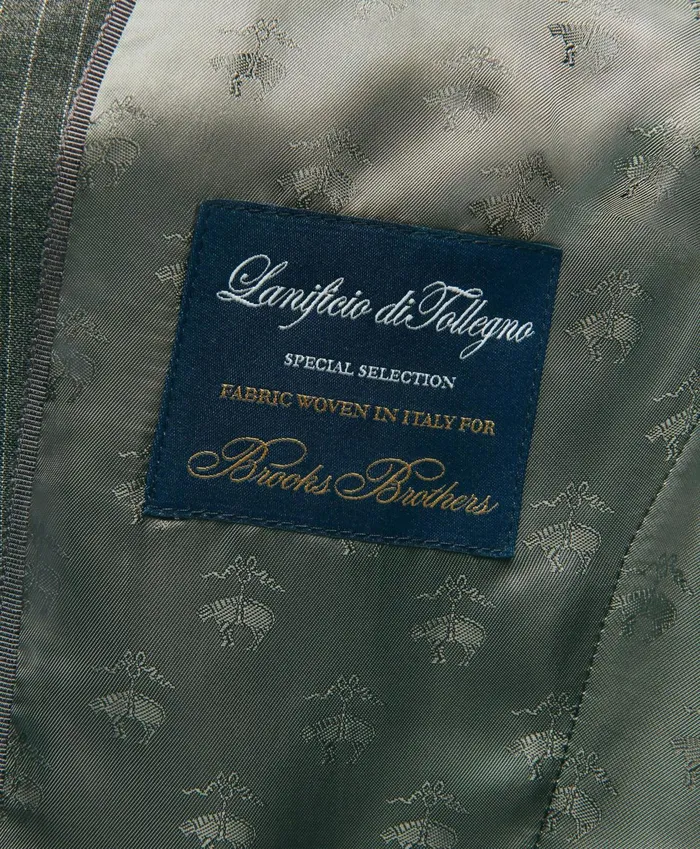 Lanificio di Tollegno
SPECIAL SELECTION
FABRIC WOVEN IN ITALY FOR
Brooks Brothers